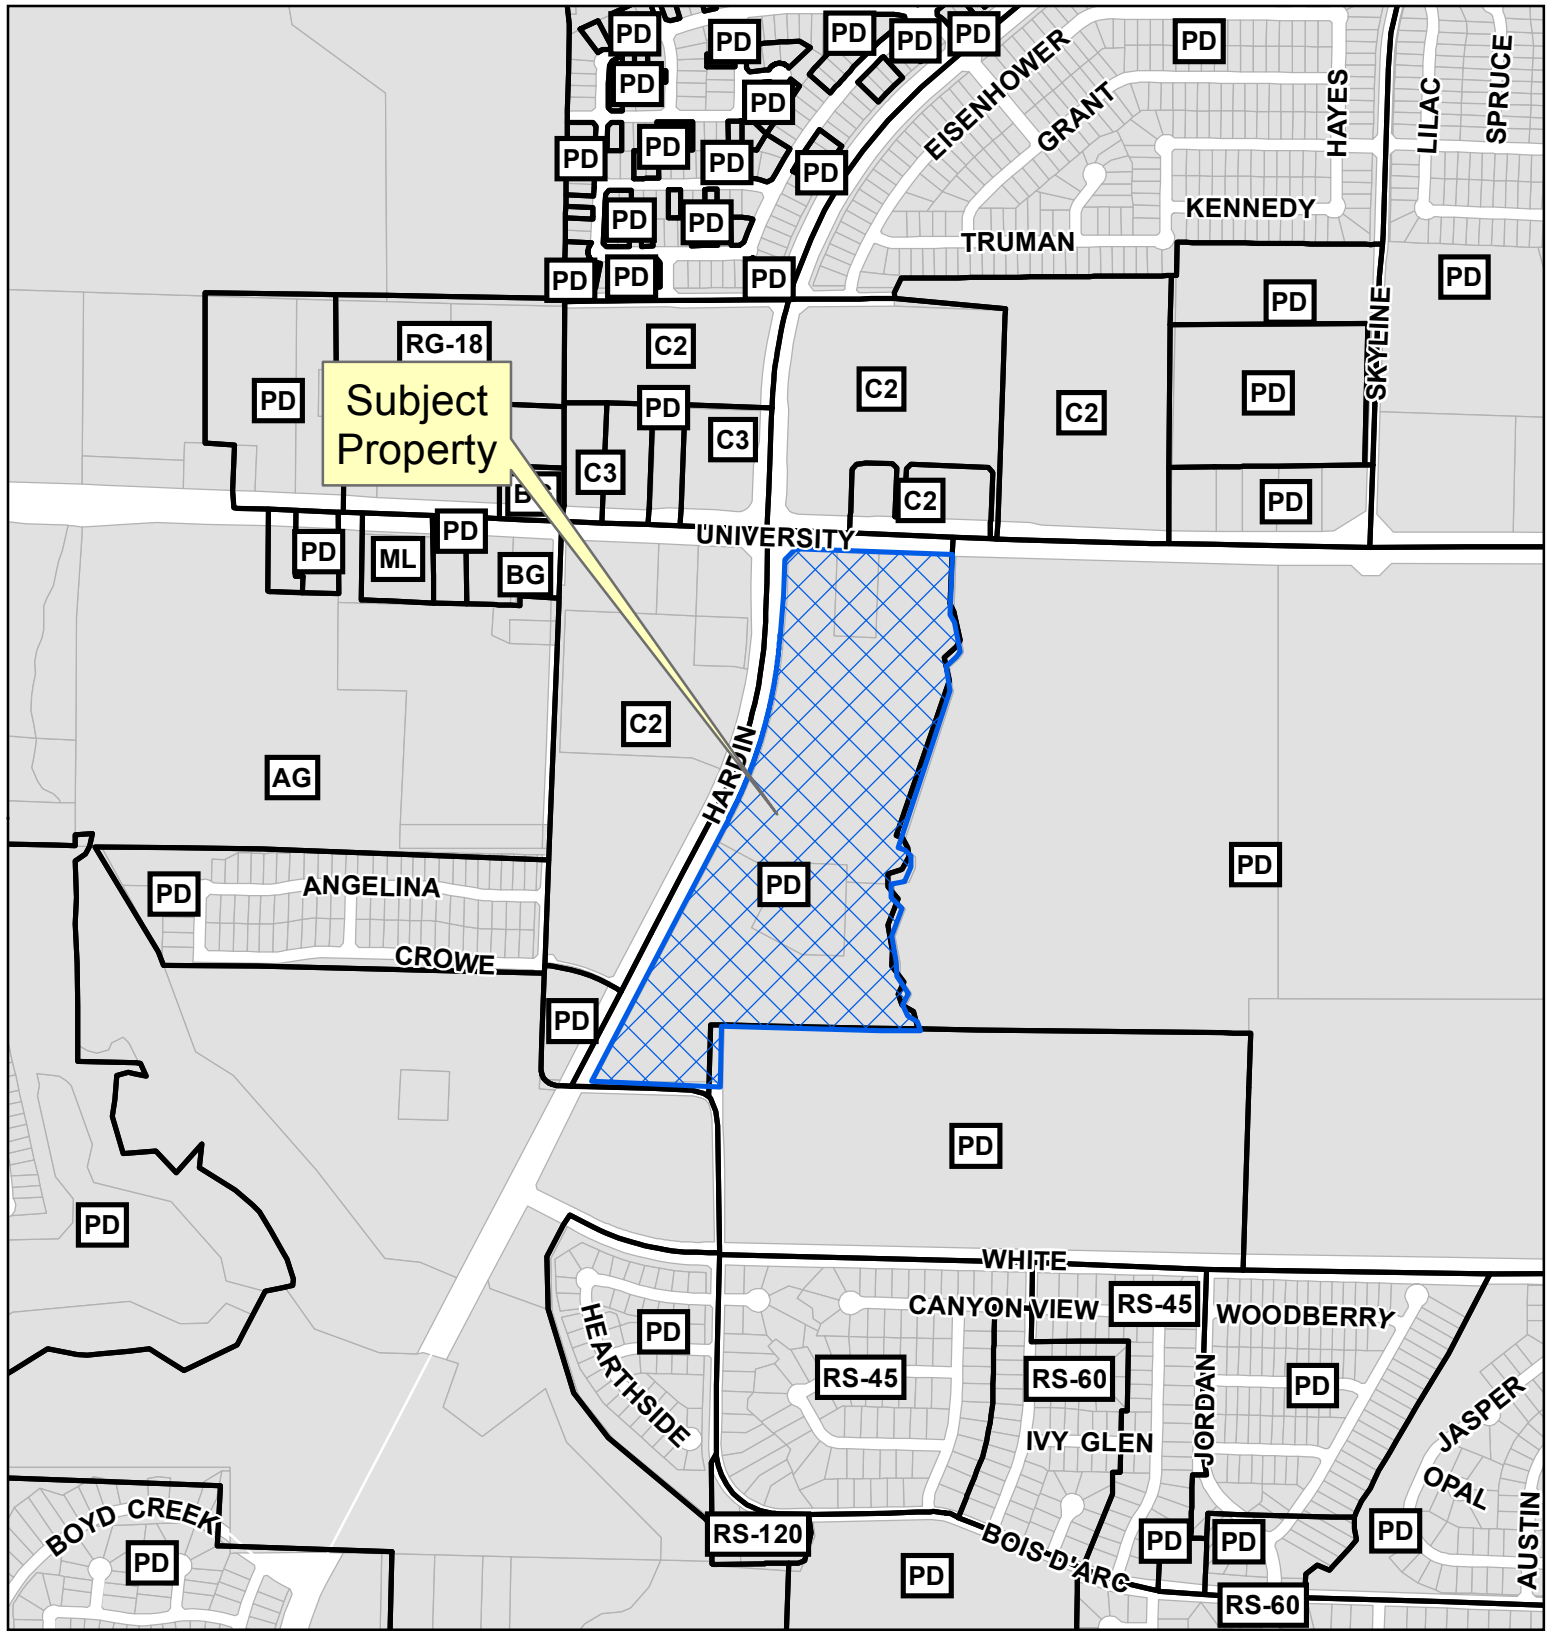 PD
PD
PD
PD
PD
PD
EISENHOWER
GRANT
HAYES
LILAC
SPRUCE
PD
PD
PD
PD
PD
PD
KENNEDY
TRUMAN
PD
PD
PD
PD
PD
PD
PD
SKYLINE
RG-18
C2
Subject
Property
PD
PD
C3
C3
C2
C2
C2
PD
PD
UNIVERSITY
PD
ML
PD
BG
C2
HARDIN
AG
PD
PD
PD
ANGELINA
CROWE
PD
PD
PD
WHITE
CANYON VIEW
RS-45
WOODBERRY
HEARTHSIDE
PD
RS-45
RS-60
JORDAN
PD
IVY GLEN
JASPER
OPAL
AUSTIN
BOYD CREEK
PD
RS-120
BOIS D'ARC
PD
PD
PD
PD
RS-60